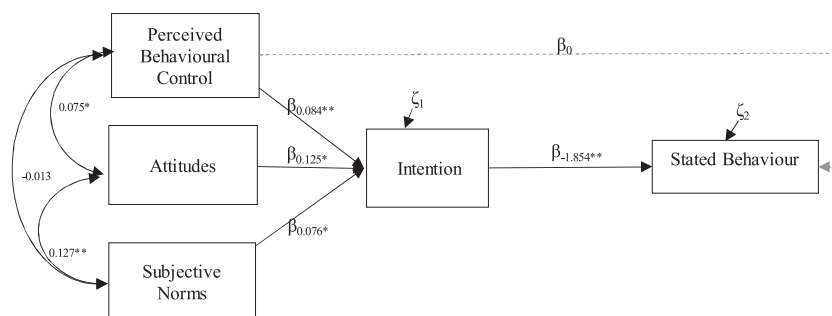 Perceived
Behavioural
Control
β0
ζ1
ζ2
0.075*
β0.084**
Attitudes
β0.125*
Intention
β-1.854**
Stated Behaviour
-0.013
β0.076*
0.127**
Subjective
Norms